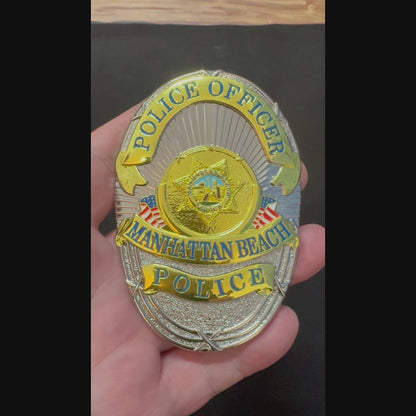 POLICE OFFICER
MANHATTAN BEACH
POLICE